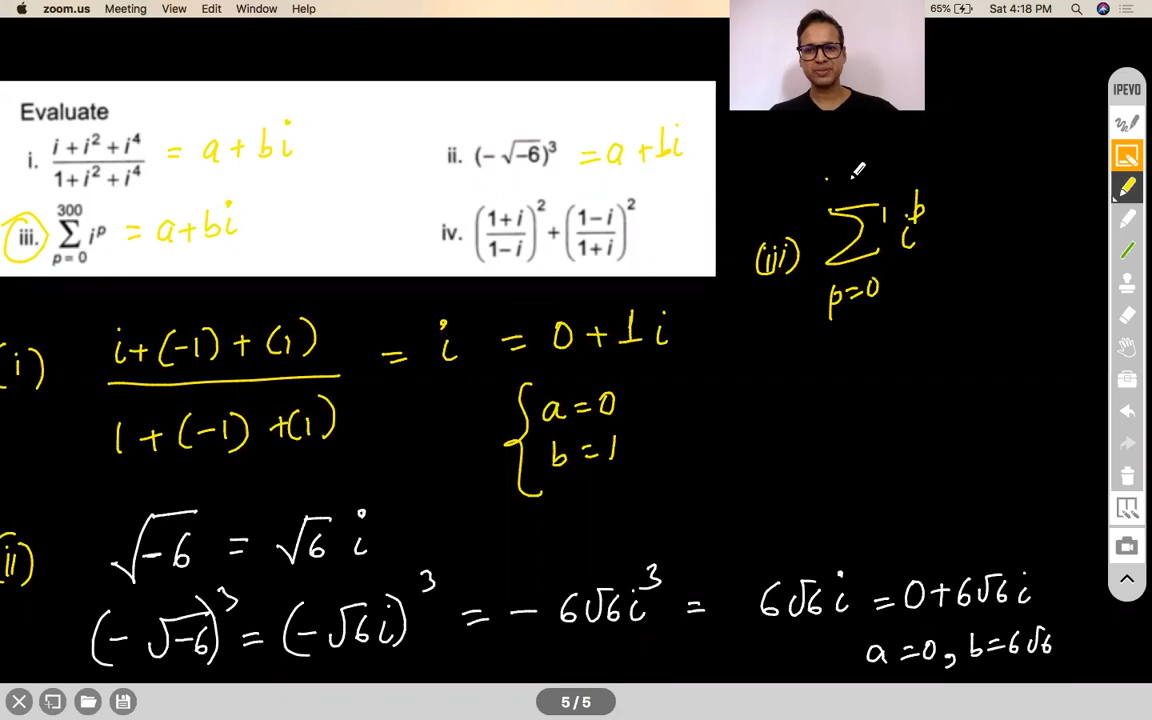 zoom.us Meeting View Edit Window Help 65% Sat 4:18 PM
IPEVO
Evaluate
i. (i + i² + i⁴)/(1 + i² + i⁴) = a + bi
ii. (− √−6)³ = a + bi
iii. ∑_{p=0}^{300} iᵖ = a + bi
iv. ((1+i)/(1−i))² + ((1−i)/(1+i))²
(iii) ∑_{p=0} iᵖ
(i) (i + (-1) + (1))/(1 + (-1) + (1)) = i = 0 + 1i
a = 0
b = 1
(ii) √−6 = √6 i
(− √−6)³ = (− √6 i)³ = − 6√6 i³ = 6√6 i = 0 + 6√6 i
a = 0, b = 6√6
5/5